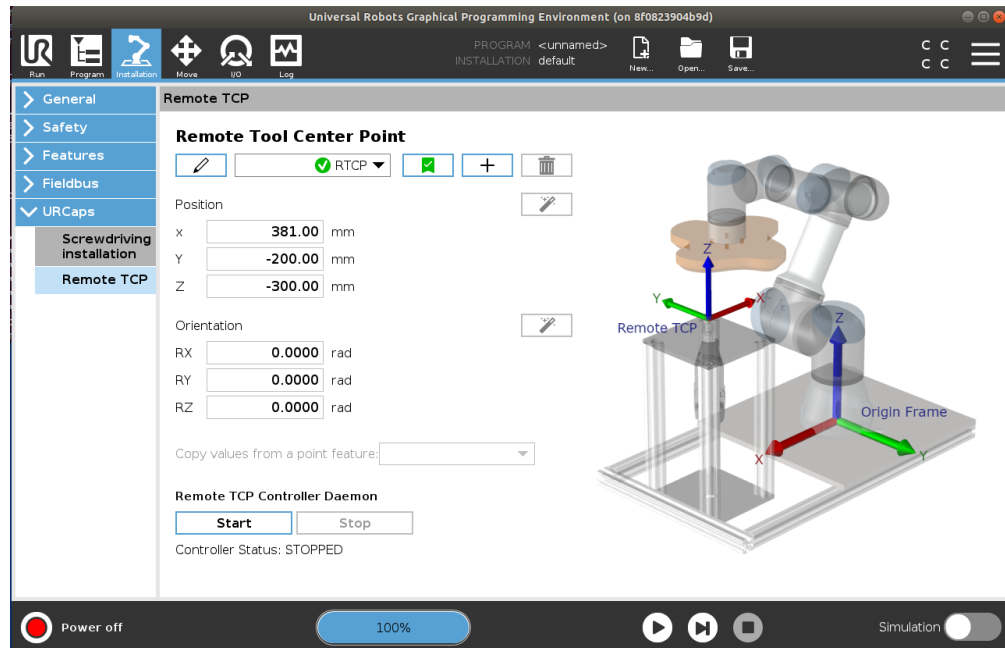 Universal Robots Graphical Programming Environment (on 8f0823904b9d)
UR
Run
Program
Installation
Move
I/O
Log
PROGRAM <unnamed>
INSTALLATION default
New...
Open...
Save...
C C
C C
General
Safety
Features
Fieldbus
URCaps
Screwdriving
installation
Remote TCP
Remote TCP
Remote Tool Center Point
RTCP
Position
X 381.00 mm
Y -200.00 mm
Z -300.00 mm
Orientation
RX 0.0000 rad
RY 0.0000 rad
RZ 0.0000 rad
Copy values from a point feature:
Remote TCP Controller Daemon
Start
Stop
Controller Status: STOPPED
Z
Y
X
Remote TCP
Z
Origin Frame
X
Y
Power off
100%
Simulation